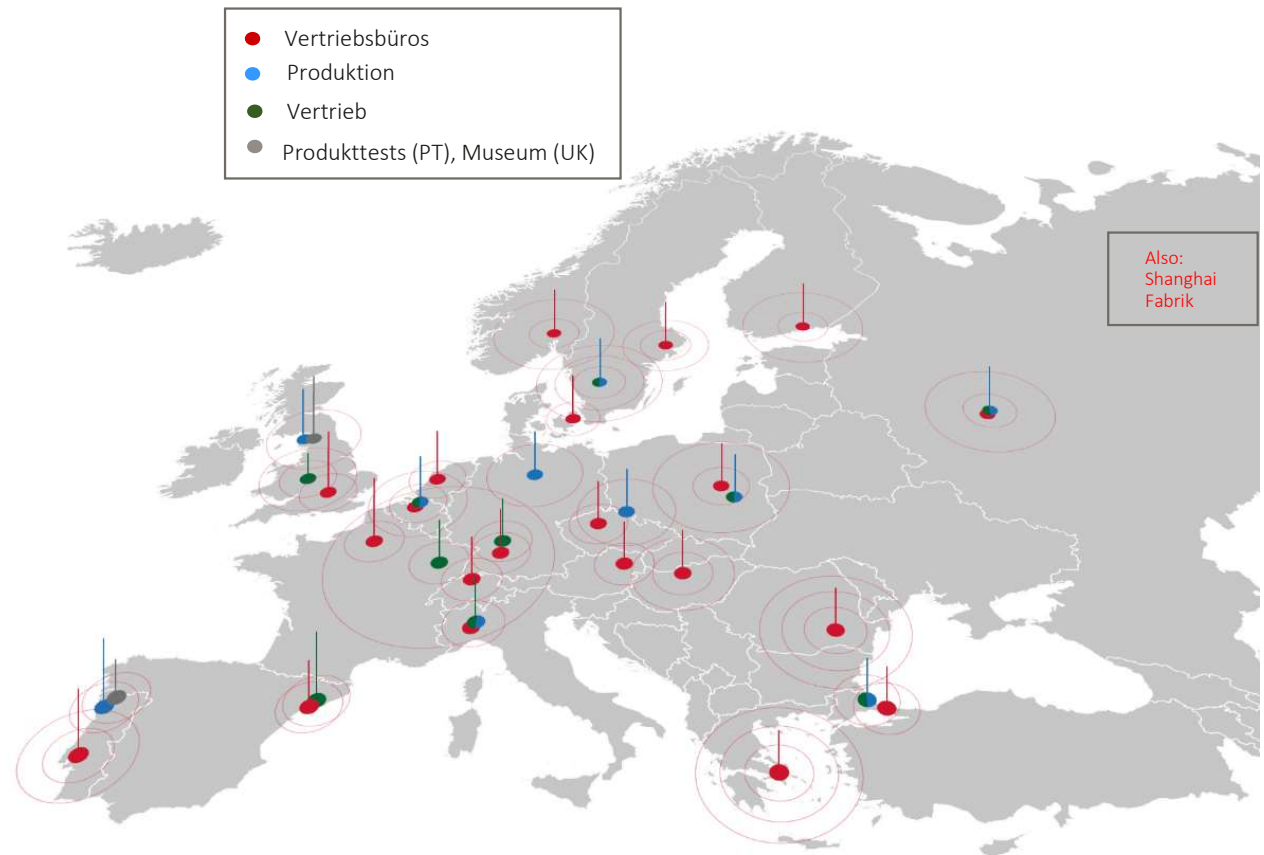 Vertriebsbüros
Produktion
Vertrieb
Produkttests (PT), Museum (UK)
Also:
Shanghai
Fabrik